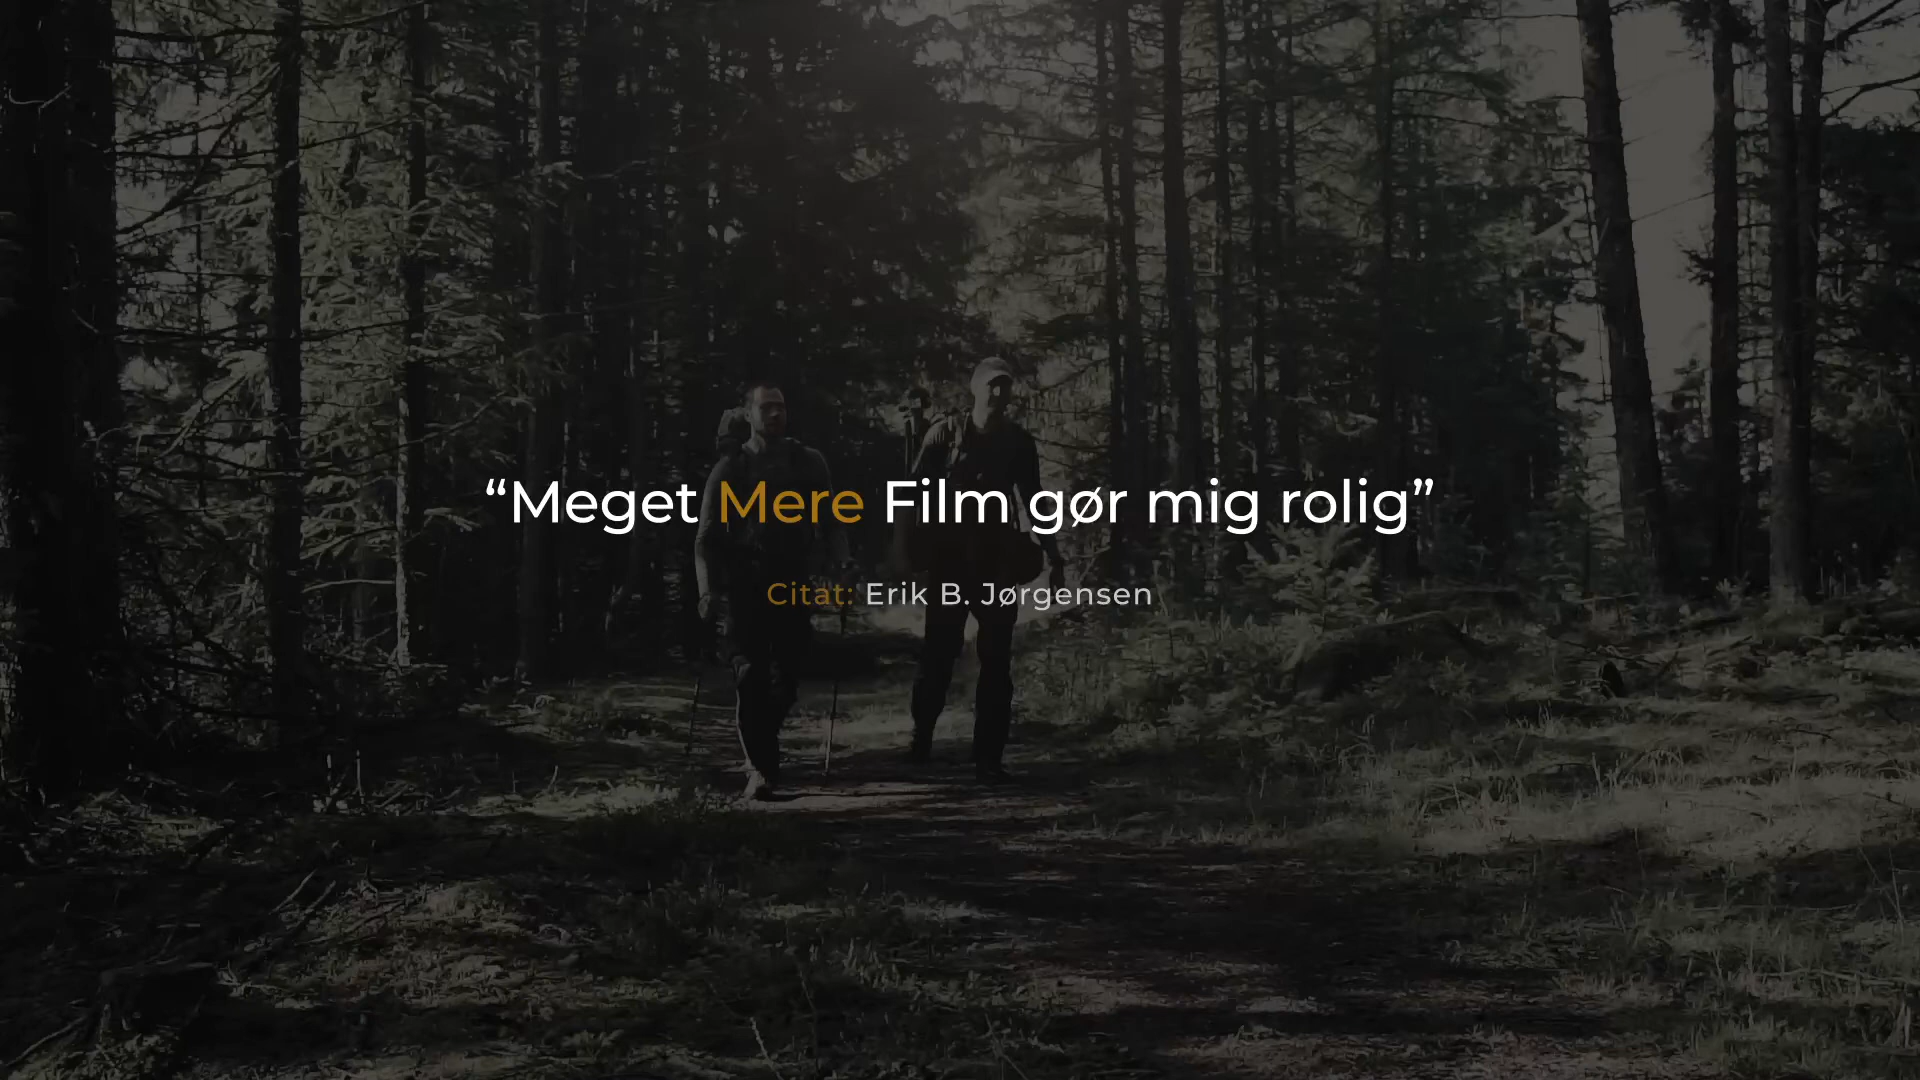 “Meget Mere Film gør mig rolig”
Citat: Erik B. Jørgensen